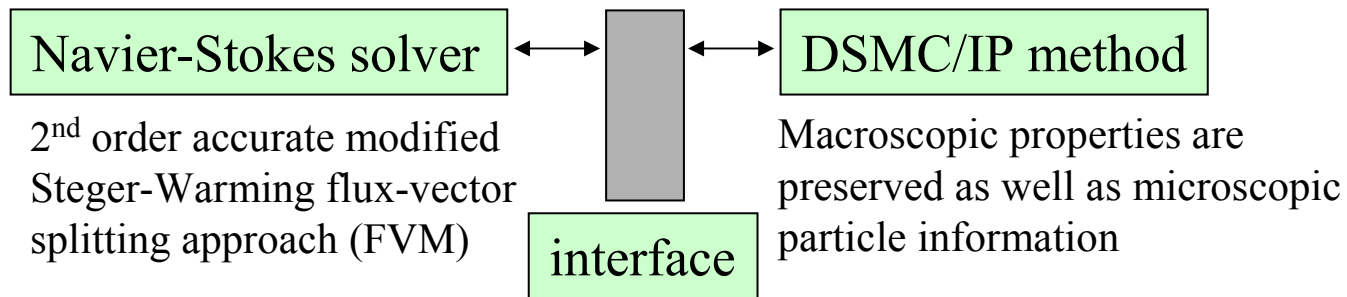 Navier-Stokes solver
DSMC/IP method
2nd order accurate modified
Steger-Warming flux-vector
splitting approach (FVM)
Macroscopic properties are
preserved as well as microscopic
particle information
interface